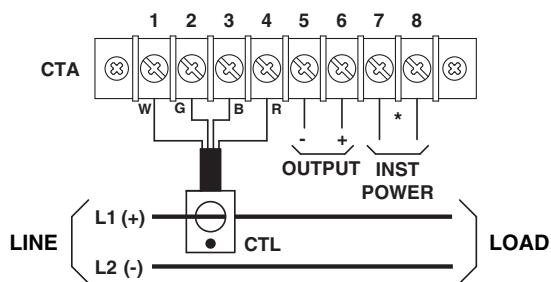 1 2 3 4 5 6 7 8
CTA
W G B R
- + *
OUTPUT INST
POWER
L1 (+)
LINE CTL LOAD
L2 (-)